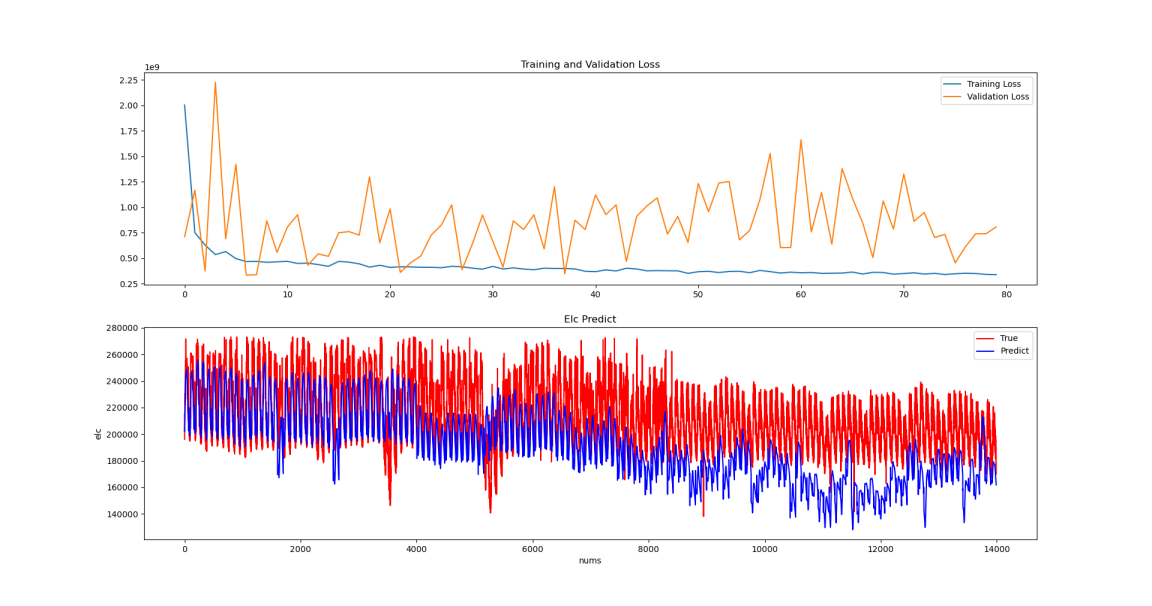 Training and Validation Loss
1e9
2.25
2.00
1.75
1.50
1.25
1.00
0.75
0.50
0.25
Training Loss
Validation Loss
0 10 20 30 40 50 60 70 80
Elc Predict
280000
260000
240000
220000
200000
180000
160000
140000
elc
True
Predict
0 2000 4000 6000 8000 10000 12000 14000
nums